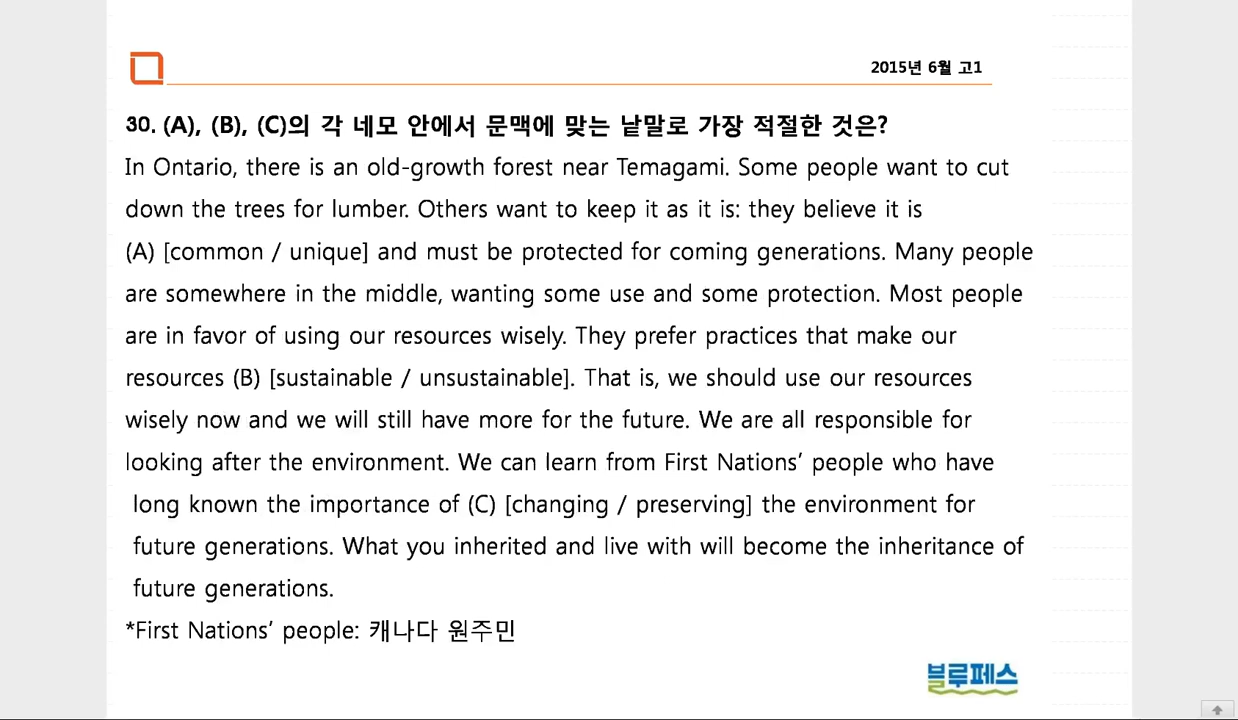 2015년 6월 고1
30. (A), (B), (C)의 각 네모 안에서 문맥에 맞는 낱말로 가장 적절한 것은?
In Ontario, there is an old-growth forest near Temagami. Some people want to cut
down the trees for lumber. Others want to keep it as it is: they believe it is
(A) [common / unique] and must be protected for coming generations. Many people
are somewhere in the middle, wanting some use and some protection. Most people
are in favor of using our resources wisely. They prefer practices that make our
resources (B) [sustainable / unsustainable]. That is, we should use our resources
wisely now and we will still have more for the future. We are all responsible for
looking after the environment. We can learn from First Nations’ people who have
long known the importance of (C) [changing / preserving] the environment for
future generations. What you inherited and live with will become the inheritance of
future generations.
*First Nations’ people: 캐나다 원주민
블루페스